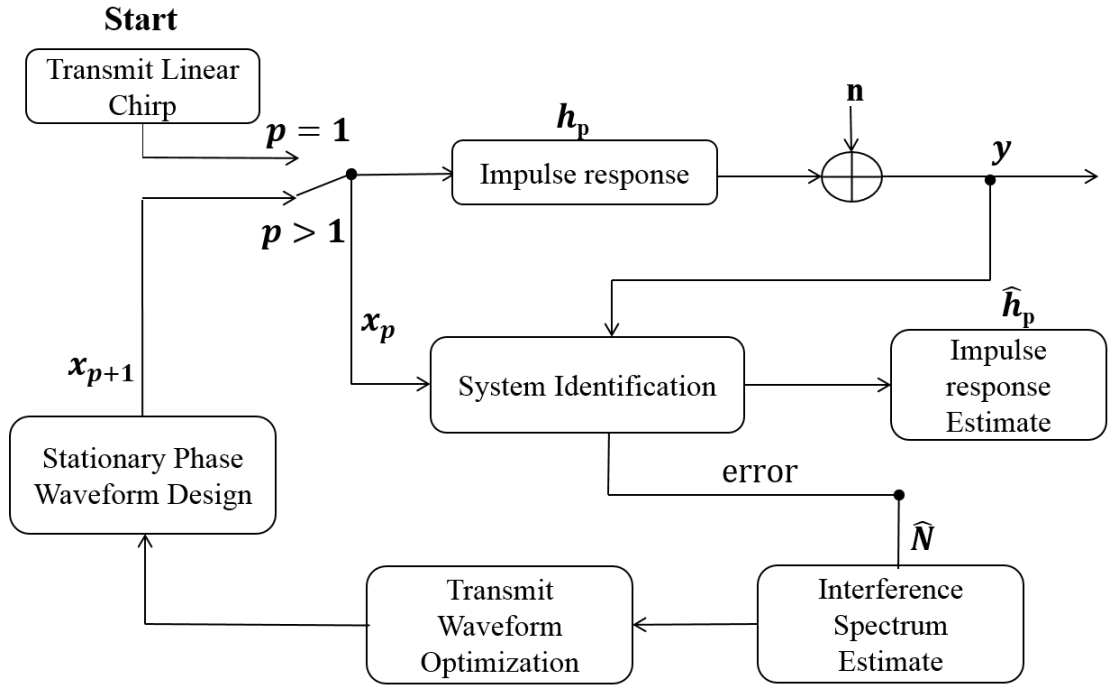 Start
Transmit Linear
Chirp
p = 1
p > 1
h_p
Impulse response
n
y
x_p
System Identification
ĥ_p
Impulse
response
Estimate
x_{p+1}
Stationary Phase
Waveform Design
error
N̂
Transmit
Waveform
Optimization
Interference
Spectrum
Estimate